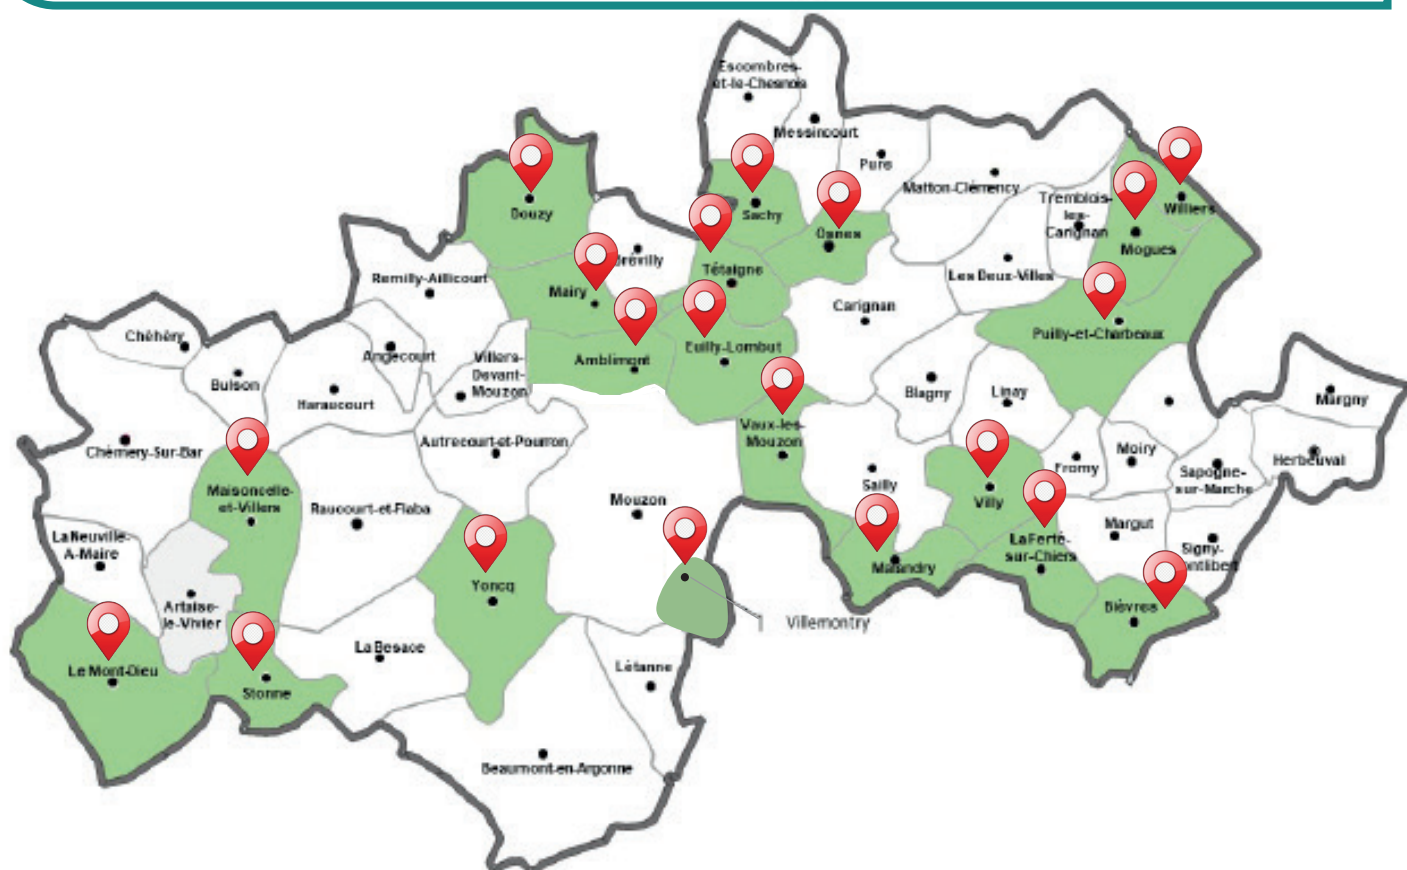 Escombres-
et-le-Chesnois
Messincourt
Pure
Matton-Clémency
Tremblois-
les-
Carignan
Williers
Mogues
Douzy
Sachy
Osnes
Brévilly
Tétaigne
Les Deux-Villes
Remilly-Aillicourt
Mairy
Carignan
Puilly-et-Charbeaux
Chéhéry
Bulson
Angecourt
Haraucourt
Villers-
Devant-
Mouzon
Amblimont
Euilly-Lombut
Blagny
Linay
Margny
Chémery-Sur-Bar
Autrecourt-et-Pourron
Vaux-les-
Mouzon
Fromy
Moiry
Sapogne-
sur-Marche
Herbeuval
Maisoncelle-
et-Villers
Raucourt-et-Flaba
Mouzon
Sailly
Villy
Margut
La Neuville-
A-Maire
La Ferté-
sur-Chiers
Signy-
Montlibert
Malandry
Yoncq
Artaise-
le-Vivier
Bièvres
Villemontry
Le Mont-Dieu
Stonne
La Besace
Létanne
Beaumont-en-Argonne